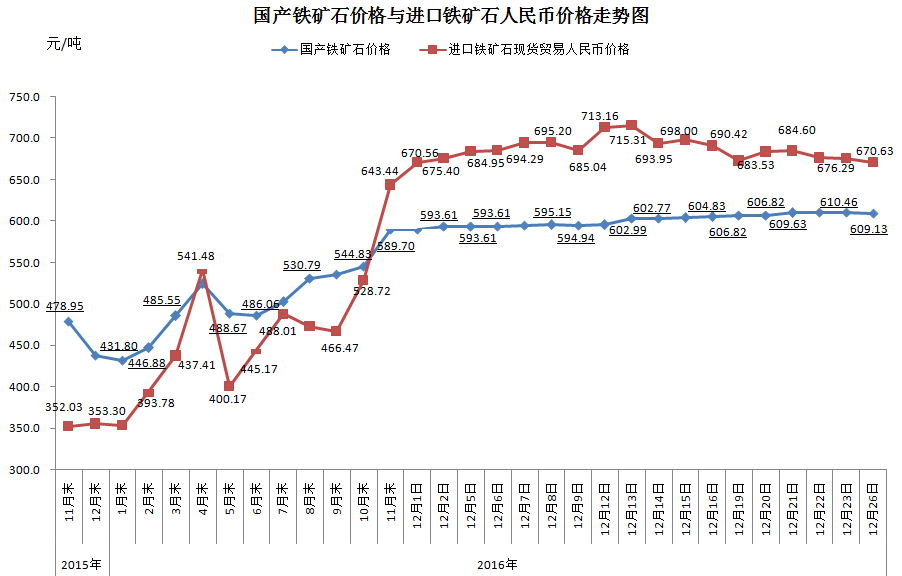 国产铁矿石价格与进口铁矿石人民币价格走势图
元/吨
国产铁矿石价格
进口铁矿石现货贸易人民币价格
750.0
700.0
650.0
600.0
550.0
500.0
450.0
400.0
350.0
300.0
713.16
715.31
695.20
698.00
690.42
684.60
670.56
675.40
684.95
694.29
685.04
693.95
683.53
676.29
670.63
643.44
593.61
593.61
593.61
595.15
594.94
602.99
602.77
604.83
606.82
606.82
609.63
610.46
609.13
589.70
541.48
544.83
530.79
528.72
478.95
485.55
486.06
488.67
488.01
466.47
431.80
446.88
437.41
445.17
400.17
393.78
352.03
353.30
11月末
12月末
1月末
2月末
3月末
4月末
5月末
6月末
7月末
8月末
9月末
10月末
11月末
12月1日
12月2日
12月5日
12月6日
12月7日
12月8日
12月9日
12月12日
12月13日
12月14日
12月15日
12月16日
12月19日
12月20日
12月21日
12月22日
12月23日
12月26日
2015年
2016年